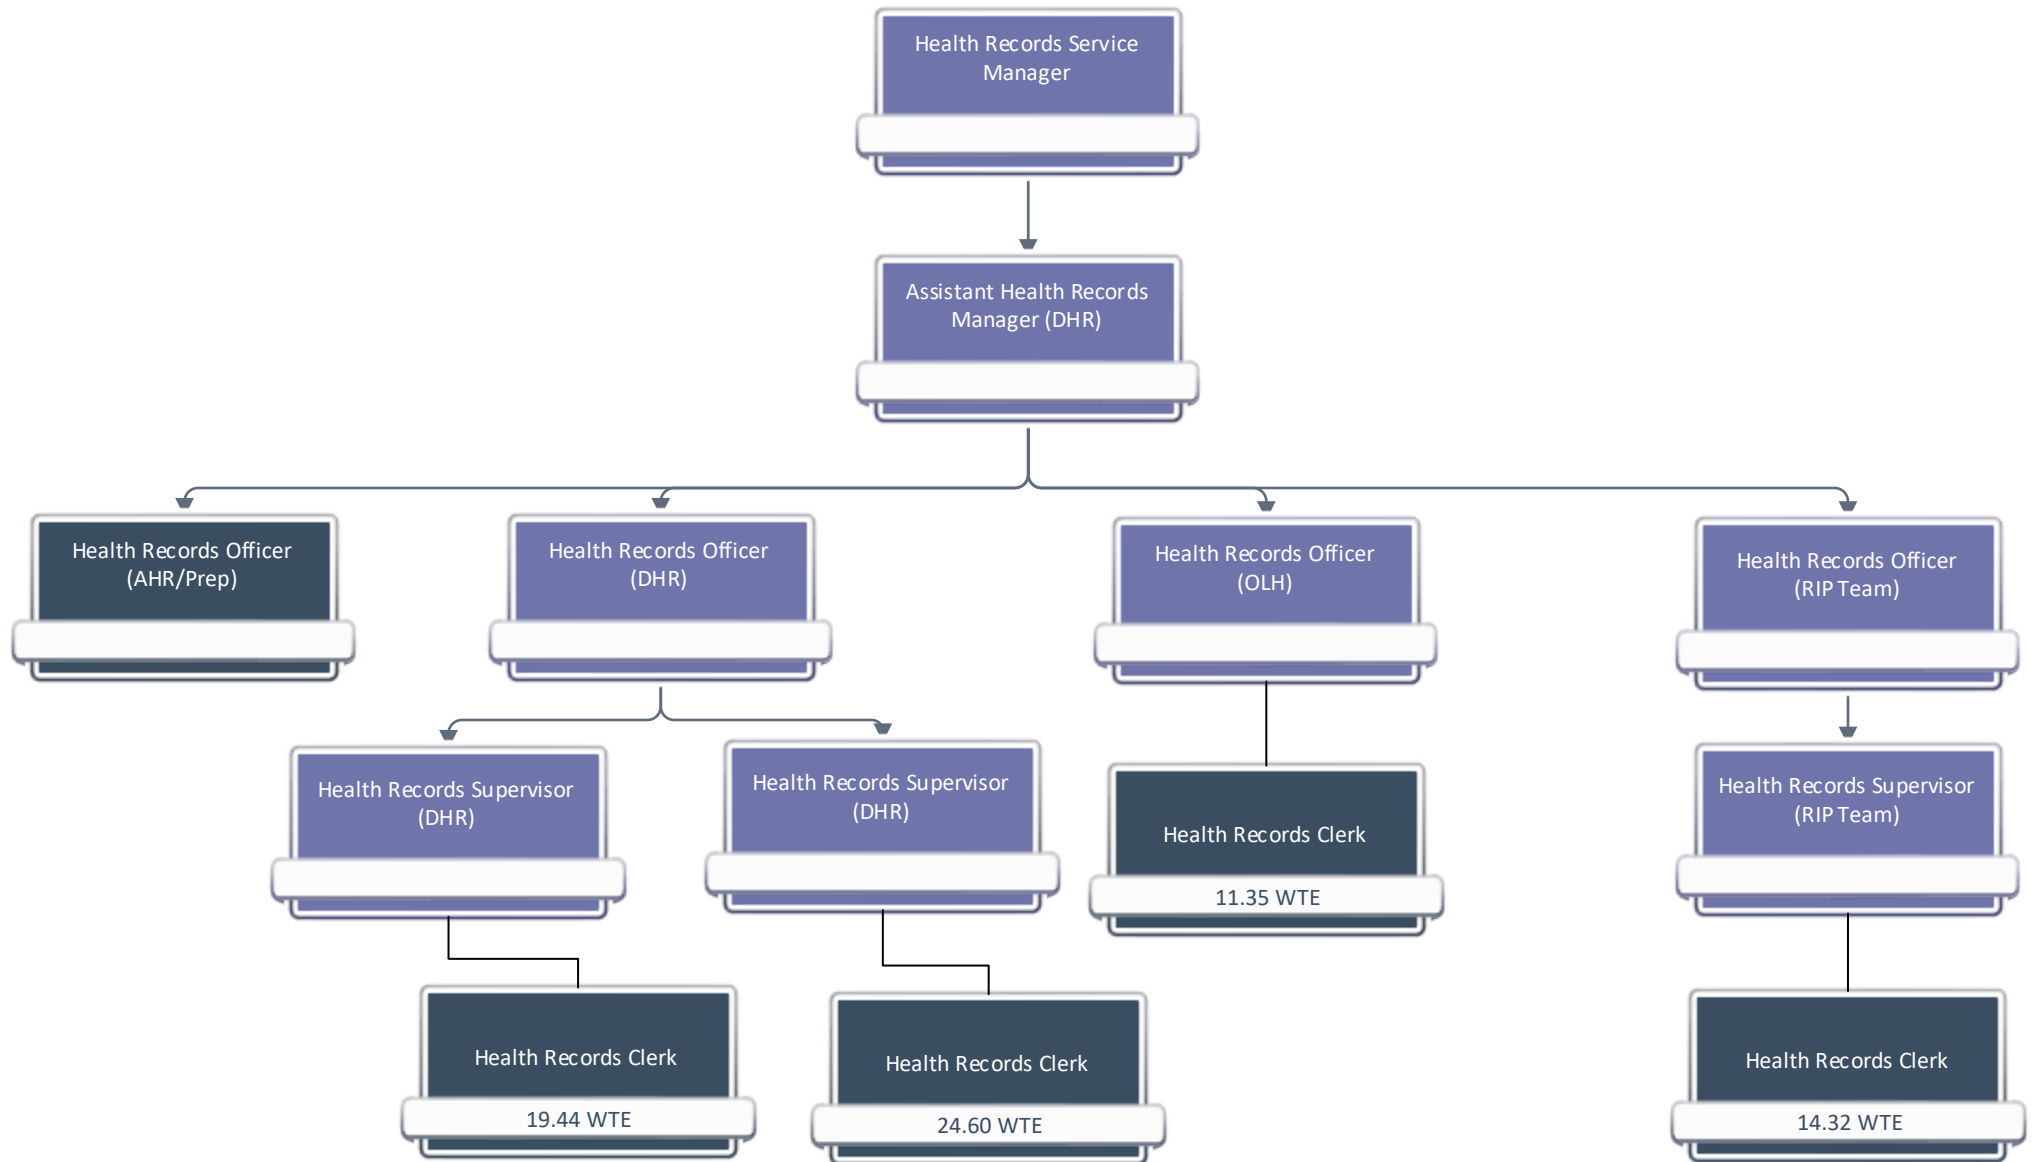 Health Records Service
Manager
Assistant Health Records
Manager (DHR)
Health Records Officer
(AHR/Prep)
Health Records Officer
(DHR)
Health Records Officer
(OLH)
Health Records Officer
(RIP Team)
Health Records Supervisor
(DHR)
Health Records Supervisor
(DHR)
Health Records Clerk
11.35 WTE
Health Records Supervisor
(RIP Team)
Health Records Clerk
19.44 WTE
Health Records Clerk
24.60 WTE
Health Records Clerk
14.32 WTE